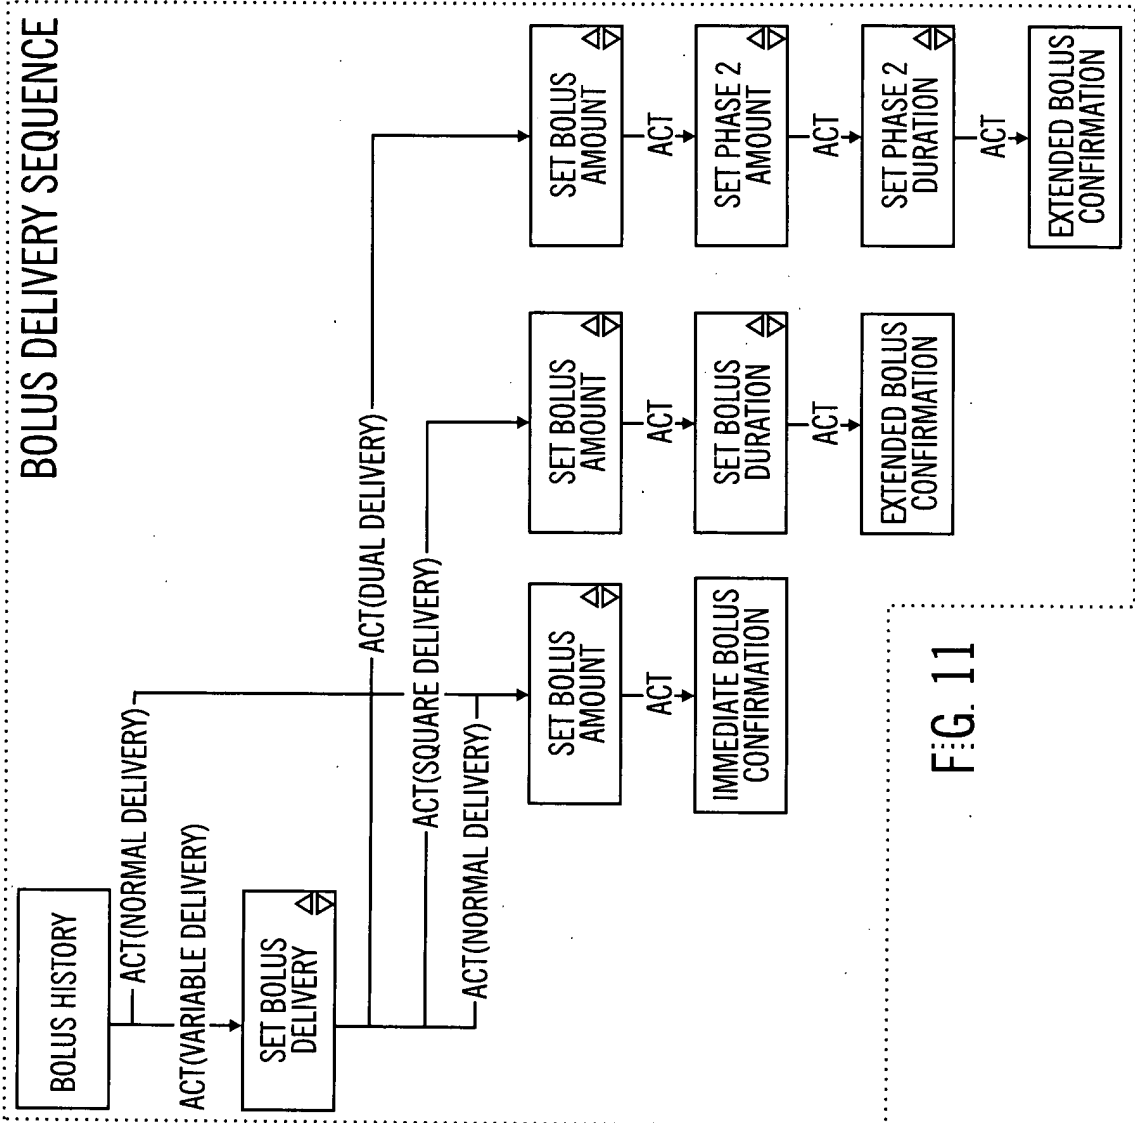 BOLUS DELIVERY SEQUENCE
BOLUS HISTORY
ACT(NORMAL DELIVERY)
ACT(VARIABLE DELIVERY)
SET BOLUS
DELIVERY
ACT(DUAL DELIVERY)
ACT(SQUARE DELIVERY)
ACT(NORMAL DELIVERY)
SET BOLUS
AMOUNT
ACT
IMMEDIATE BOLUS
CONFIRMATION
SET BOLUS
AMOUNT
ACT
SET BOLUS
DURATION
ACT
EXTENDED BOLUS
CONFIRMATION
SET BOLUS
AMOUNT
ACT
SET PHASE 2
AMOUNT
ACT
SET PHASE 2
DURATION
ACT
EXTENDED BOLUS
CONFIRMATION
FIG. 11